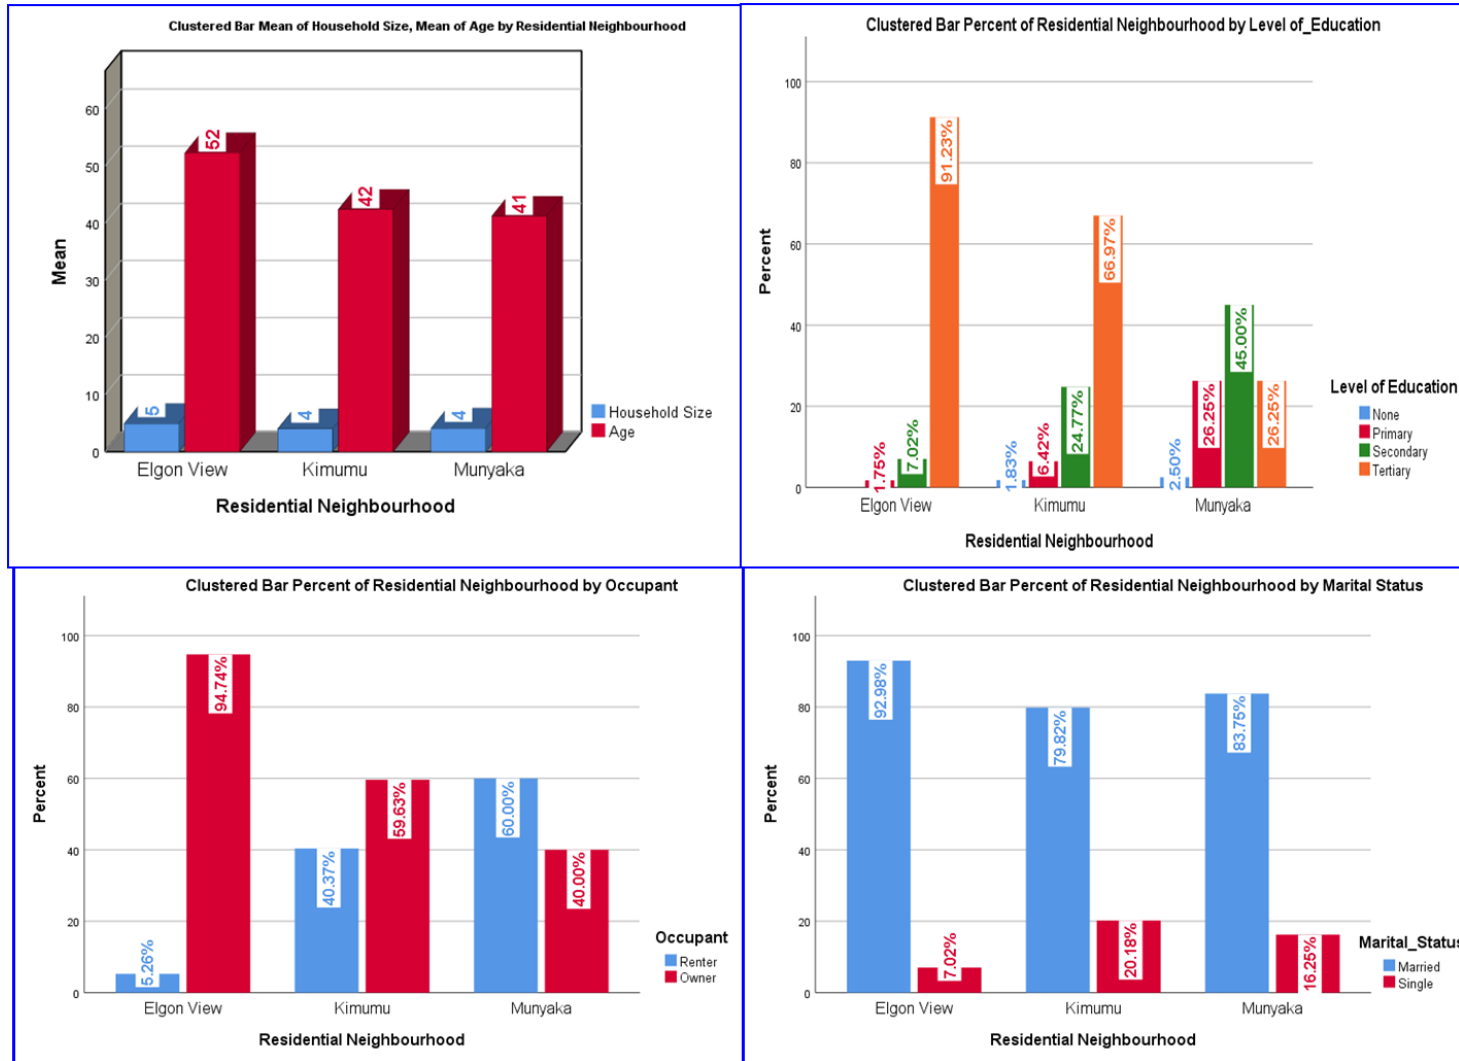 Clustered Bar Mean of Household Size, Mean of Age by Residential Neighbourhood
60
50
40
30
20
10
0
Mean
5
52
4
42
4
41
Elgon View
Kimumu
Munyaka
Residential Neighbourhood
Household Size
Age
Clustered Bar Percent of Residential Neighbourhood by Level of_Education
100
80
60
40
20
0
Percent
1.75%
7.02%
91.23%
1.83%
6.42%
24.77%
66.97%
2.50%
26.25%
45.00%
26.25%
Elgon View
Kimumu
Munyaka
Residential Neighbourhood
Level of Education
None
Primary
Secondary
Tertiary
Clustered Bar Percent of Residential Neighbourhood by Occupant
100
80
60
40
20
0
Percent
5.26%
94.74%
40.37%
59.63%
60.00%
40.00%
Elgon View
Kimumu
Munyaka
Residential Neighbourhood
Occupant
Renter
Owner
Clustered Bar Percent of Residential Neighbourhood by Marital Status
100
80
60
40
20
0
Percent
92.98%
7.02%
79.82%
20.18%
83.75%
16.25%
Elgon View
Kimumu
Munyaka
Residential Neighbourhood
Marital_Status
Married
Single